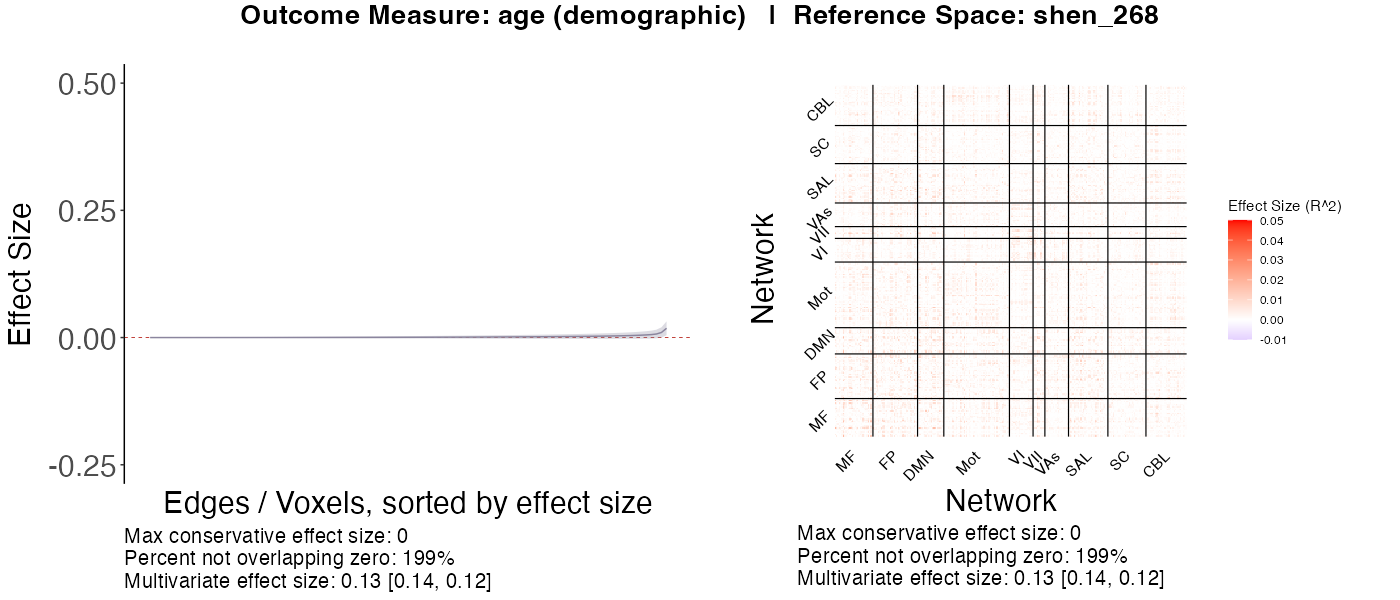 Outcome Measure: age (demographic) | Reference Space: shen_268
0.50
0.25
0.00
-0.25
Effect Size
Edges / Voxels, sorted by effect size
Max conservative effect size: 0
Percent not overlapping zero: 199%
Multivariate effect size: 0.13 [0.14, 0.12]
Network
CBL
SC
SAL
VAs
VII
VI
Mot
DMN
FP
MF
MF
FP
DMN
Mot
VI
VII
VAs
SAL
SC
CBL
Network
Max conservative effect size: 0
Percent not overlapping zero: 199%
Multivariate effect size: 0.13 [0.14, 0.12]
Effect Size (R^2)
0.05
0.04
0.03
0.02
0.01
0.00
-0.01